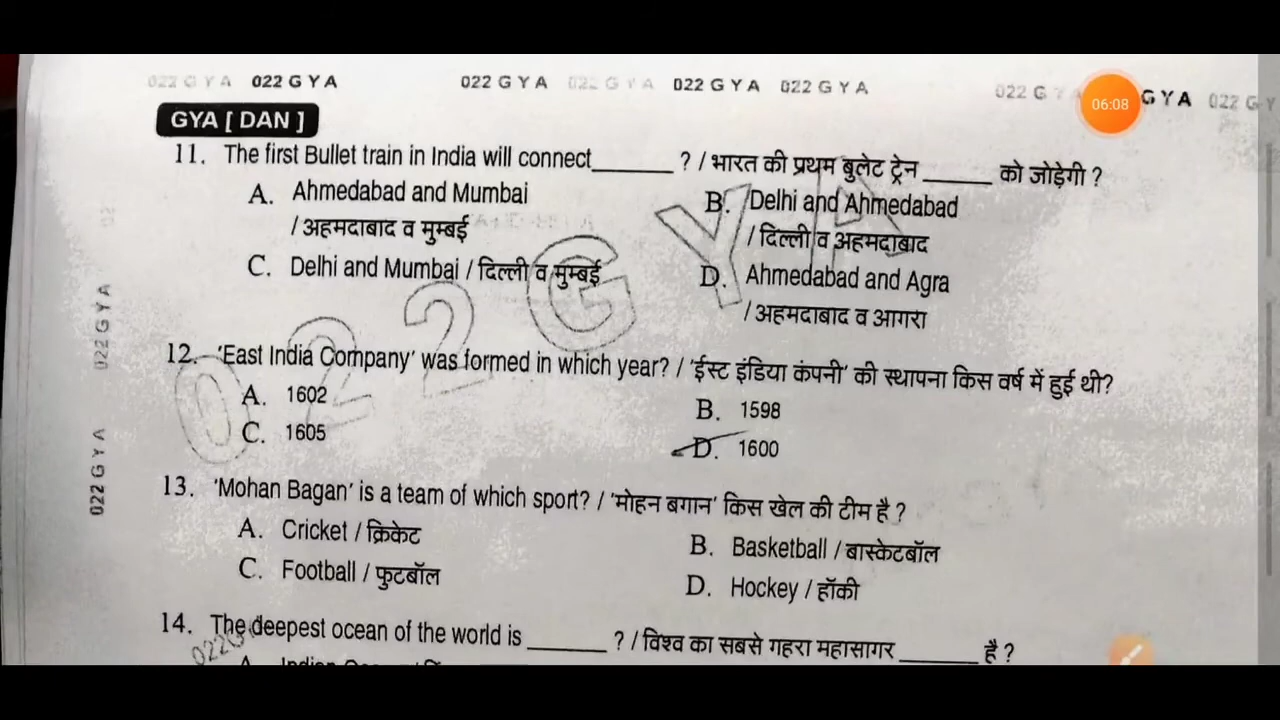 022 G Y A 022 G Y A 022 G Y A 022 G Y A 022 G Y A 022 G Y A 022 G Y A 022 G Y
06:08
GYA [ DAN ]
11. The first Bullet train in India will connect_______ ? / भारत की प्रथम बुलेट ट्रेन ______ को जोड़ेगी ?
A. Ahmedabad and Mumbai
/ अहमदाबाद व मुम्बई
B. Delhi and Ahmedabad
/ दिल्ली व अहमदाबाद
C. Delhi and Mumbai / दिल्ली व मुम्बई
D. Ahmedabad and Agra
/ अहमदाबाद व आगरा
12. 'East India Company' was formed in which year? / 'ईस्ट इंडिया कंपनी' की स्थापना किस वर्ष में हुई थी?
A. 1602
B. 1598
C. 1605
D. 1600
13. 'Mohan Bagan' is a team of which sport? / 'मोहन बगान' किस खेल की टीम है ?
A. Cricket / क्रिकेट
B. Basketball / बास्केटबॉल
C. Football / फुटबॉल
D. Hockey / हॉकी
14. The deepest ocean of the world is _______ ? / विश्व का सबसे गहरा महासागर _______ है ?
A. Indian
022 G Y A
022 G Y A
022 G Y A